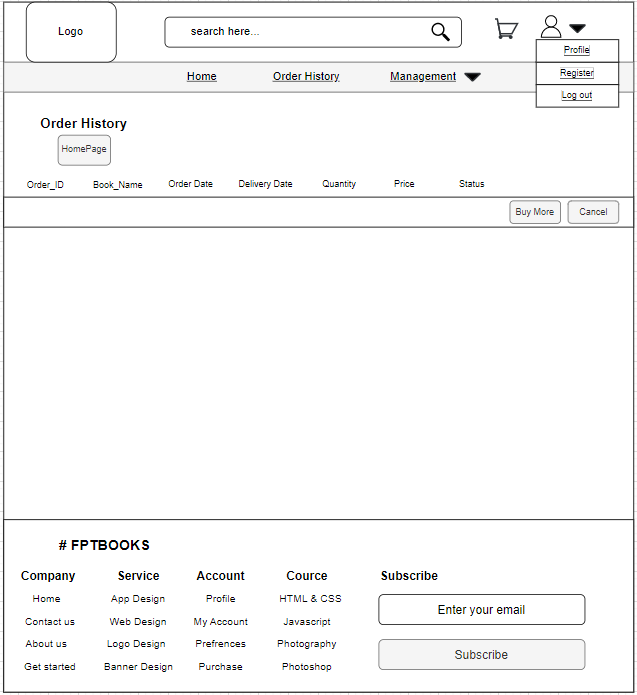 Logo
search here...
Profile
Home Order History Management
Register
Log out
Order History
HomePage
Order_ID Book_Name Order Date Delivery Date Quantity Price Status
Buy More Cancel
# FPTBOOKS
Company Service Account Cource Subscribe
Home App Design Profile HTML & CSS
Enter your email
Contact us Web Design My Account Javascript
About us Logo Design Prefrences Photography
Subscribe
Get started Banner Design Purchase Photoshop